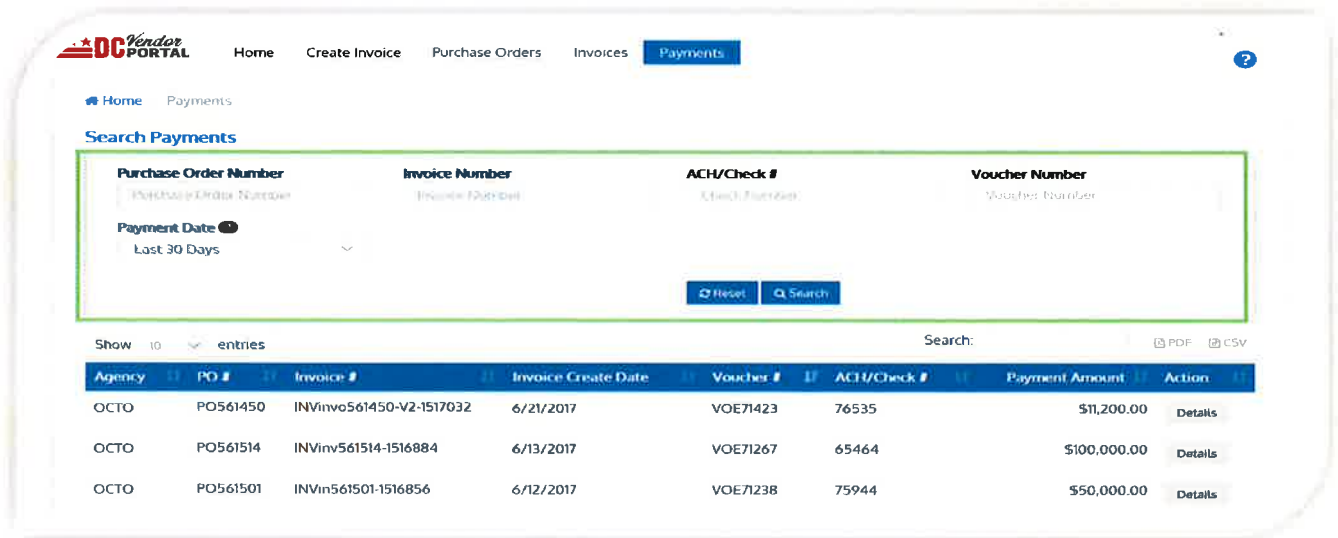 DC Vendor PORTAL Home Create Invoice Purchase Orders Invoices Payments ?
Home Payments
Search Payments
Purchase Order Number Invoice Number ACH/Check # Voucher Number
Purchase Order Number Invoice Number Check Number Voucher Number
Payment Date
Last 30 Days
Reset Search
Show 10 entries Search: PDF CSV
Agency PO # Invoice # Invoice Create Date Voucher # ACH/Check # Payment Amount Action
OCTO PO561450 INVinvo561450-V2-1517032 6/21/2017 VOE71423 76535 $11,200.00 Details
OCTO PO561514 INVinv561514-1516884 6/13/2017 VOE71267 65464 $100,000.00 Details
OCTO PO561501 INVin561501-1516856 6/12/2017 VOE71238 75944 $50,000.00 Details